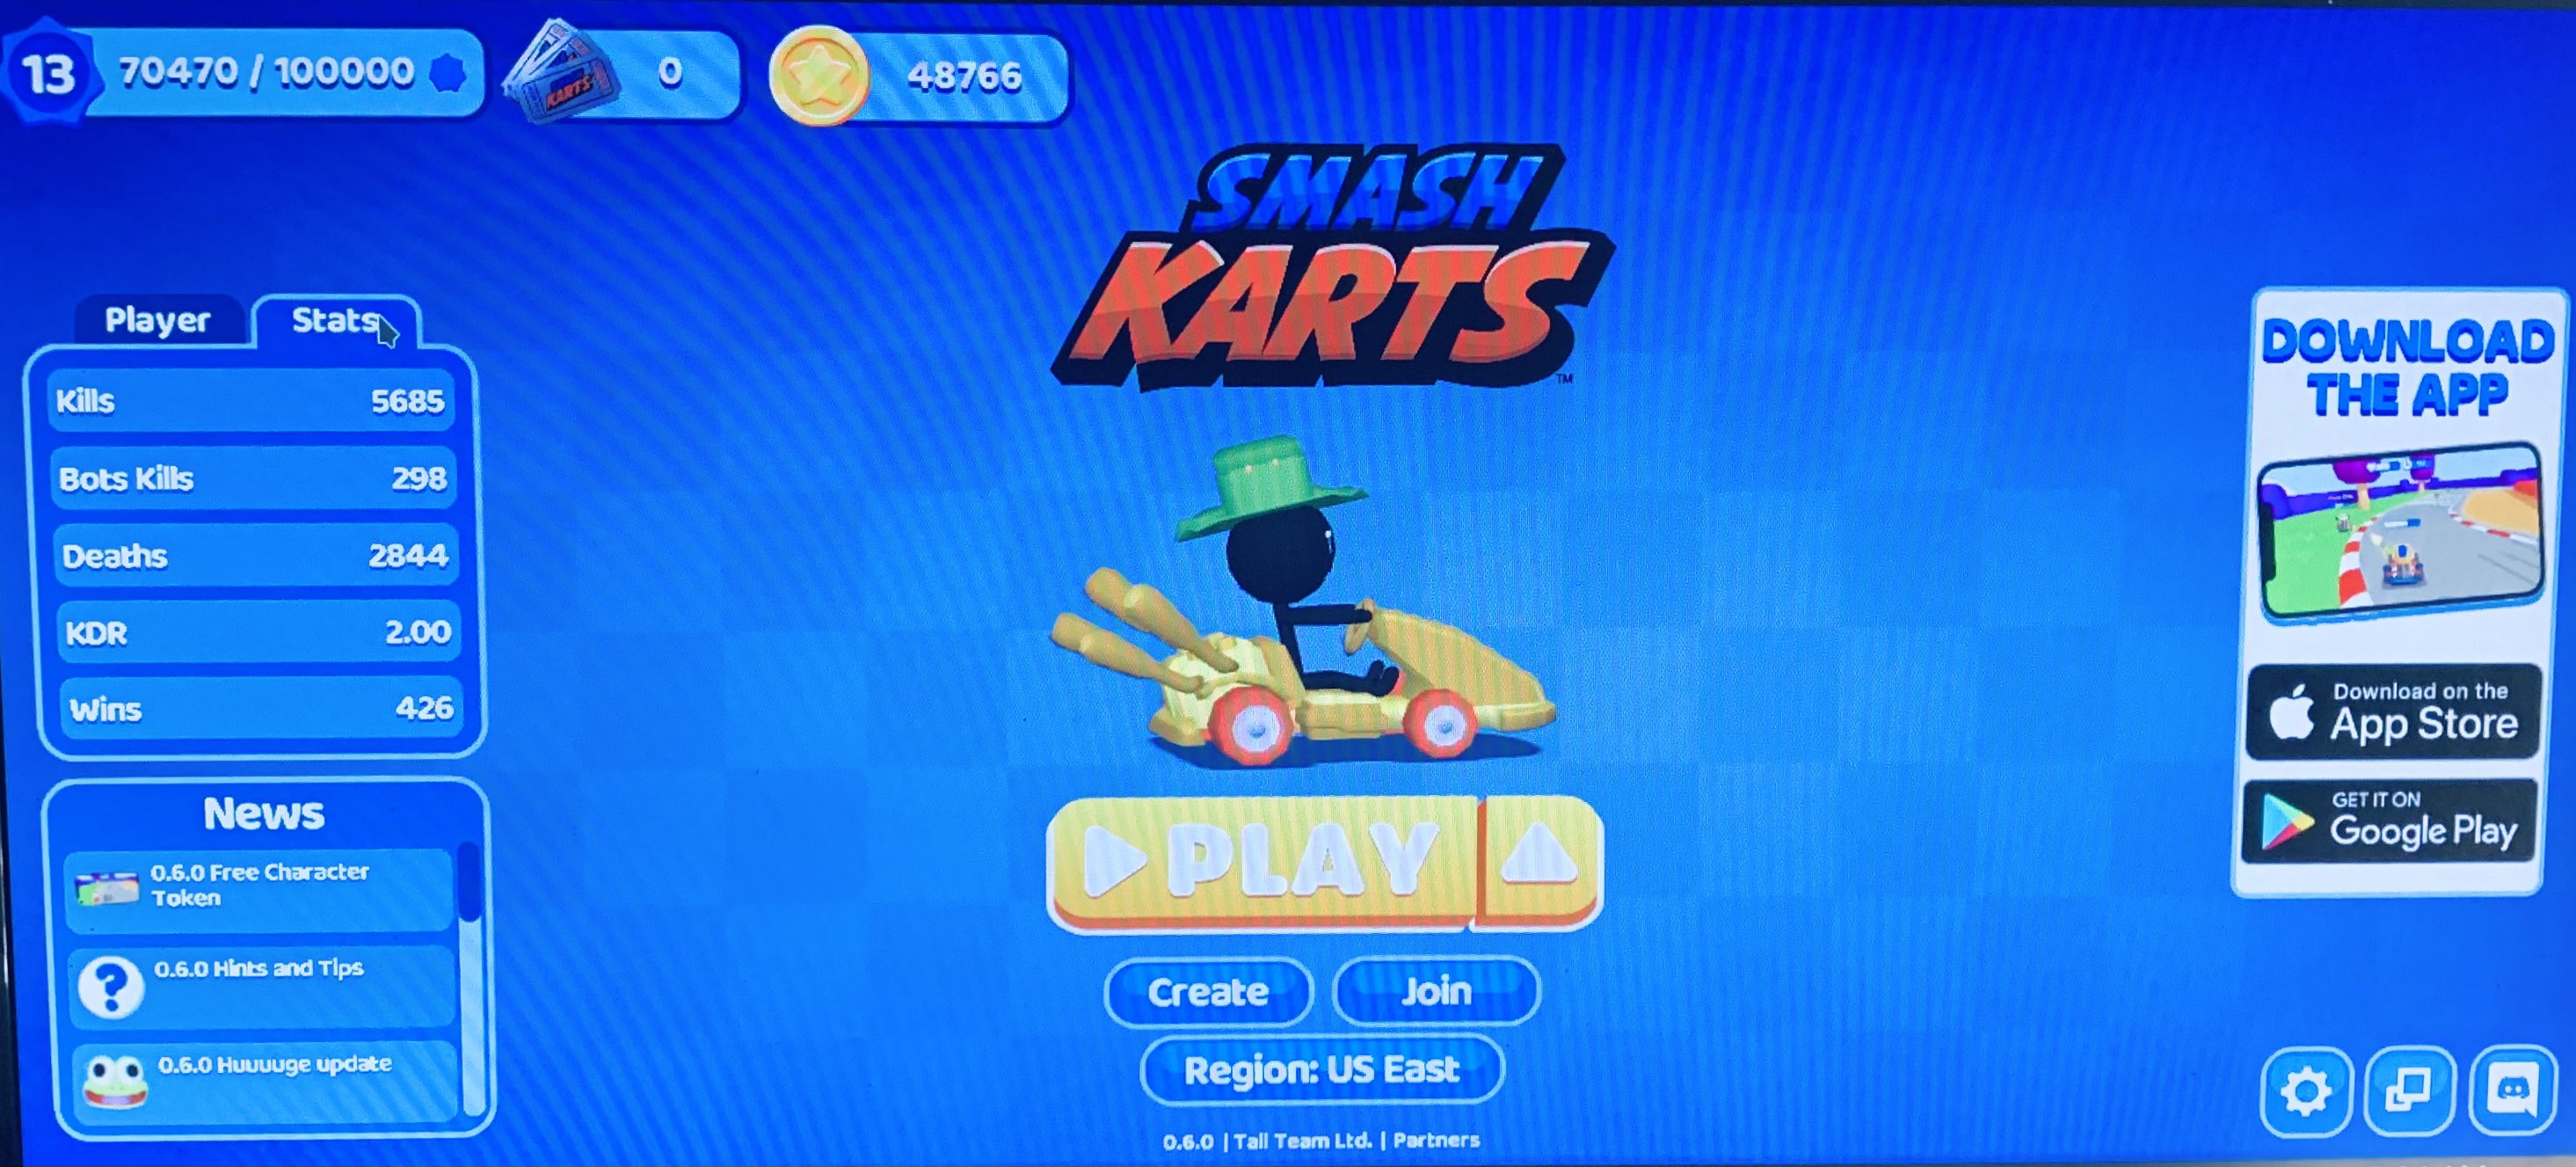 13
70470 / 100000
0
48766
KARTS
SMASH
KARTS
TM
Player
Stats
Kills 5685
Bots Kills 298
Deaths 2844
KDR 2.00
Wins 426
News
0.6.0 Free Character
Token
0.6.0 Hints and Tips
0.6.0 Huuuuge update
PLAY
Create
Join
Region: US East
0.6.0 | Tall Team Ltd. | Partners
DOWNLOAD
THE APP
Download on the
App Store
GET IT ON
Google Play